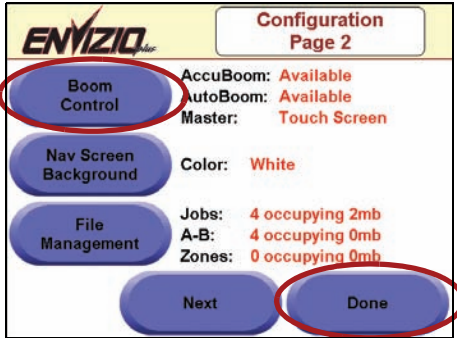 ENVIZIO plus
Configuration
Page 2
Boom
Control
AccuBoom: Available
AutoBoom: Available
Master: Touch Screen
Nav Screen
Background
Color: White
File
Management
Jobs: 4 occupying 2mb
A-B: 4 occupying 0mb
Zones: 0 occupying 0mb
Next
Done